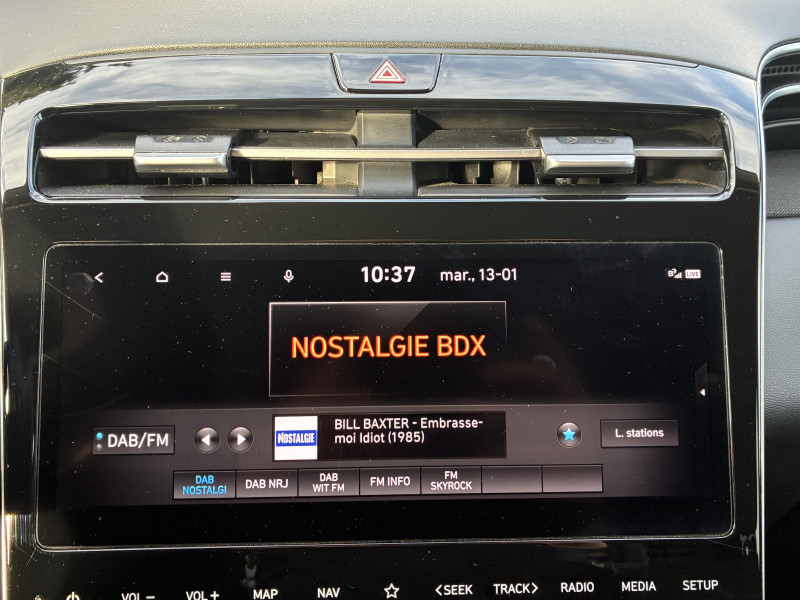 10:37 mar., 13-01
LIVE
NOSTALGIE BDX
DAB/FM
NOSTALGIE
BILL BAXTER - Embrasse-
moi Idiot (1985)
L. stations
DAB
NOSTALGI
DAB NRJ
DAB
WIT FM
FM INFO
FM
SKYROCK
VOL − VOL + MAP NAV <SEEK TRACK> RADIO MEDIA SETUP